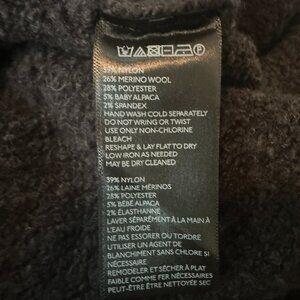 39% NYLON
26% MERINO WOOL
28% POLYESTER
5% BABY ALPACA
2% SPANDEX
HAND WASH COLD SEPARATELY
DO NOT WRING OR TWIST
USE ONLY NON-CHLORINE
BLEACH
RESHAPE & LAY FLAT TO DRY
LOW IRON AS NEEDED
MAY BE DRY CLEANED
39% NYLON
26% LAINE MÉRINOS
28% POLYESTER
5% BÉBÉ ALPACA
2% ÉLASTHANNE
LAVER SÉPARÉMENT À LA MAIN À
L'EAU FROIDE
NE PAS ESSORER OU TORDRE
UTILISER UN AGENT DE
BLANCHIMENT SANS CHLORE SI
NÉCESSAIRE
REMODELER ET SÉCHER À PLAT
FAIBLE COMME FER NÉCESSAIRES
PEUT-ÊTRE ÊTRE NETTOYÉE SEC